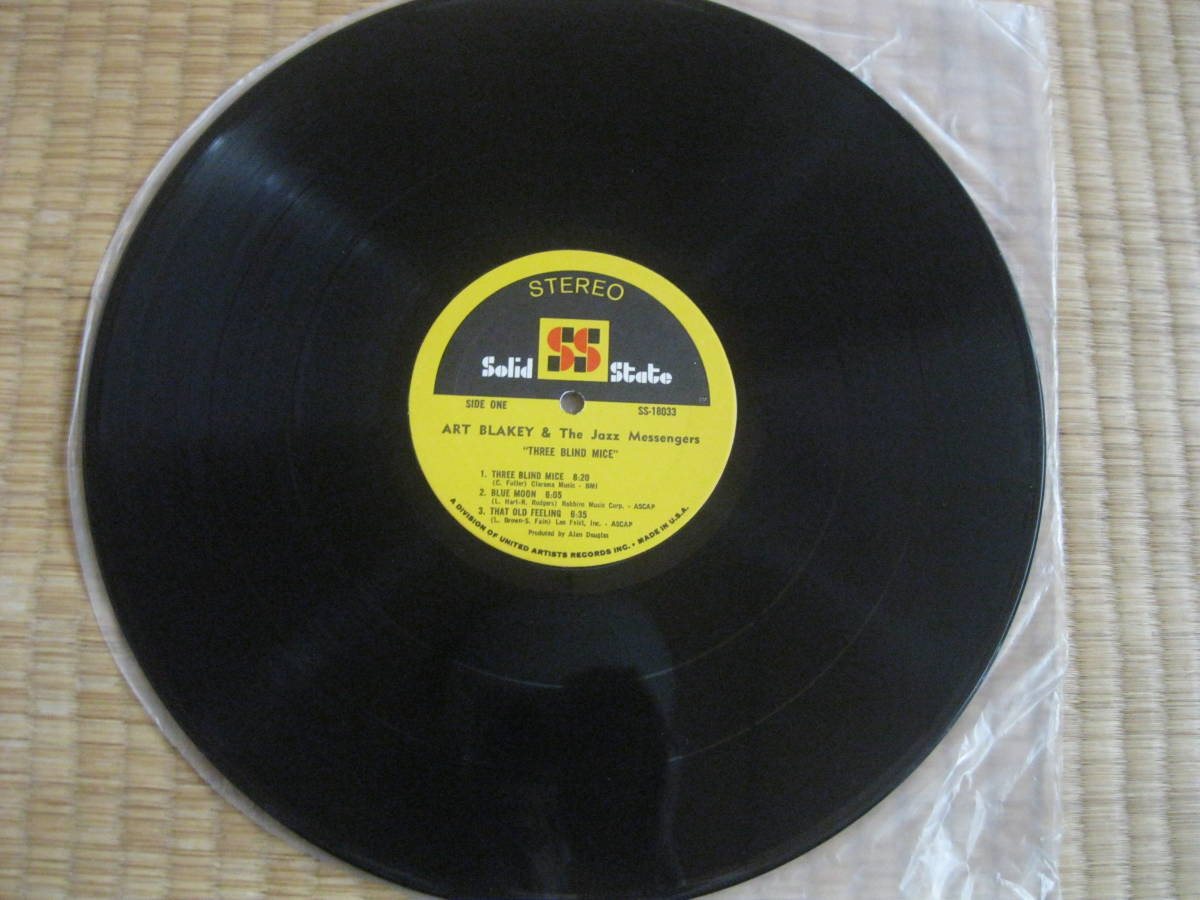 STEREO
Solid SS State
SIDE ONE SS-18033
ART BLAKEY & The Jazz Messengers
"THREE BLIND MICE"
1. THREE BLIND MICE 8:20
(C. Fuller) Clarama Music - BMI
2. BLUE MOON 6:05
(L. Hart-R. Rodgers) Robbins Music Corp. - ASCAP
3. THAT OLD FEELING 6:35
(L. Brown-S. Fain) Leo Feist, Inc. - ASCAP
Produced by Alan Douglas
A DIVISION OF UNITED ARTISTS RECORDS INC. • MADE IN U.S.A.